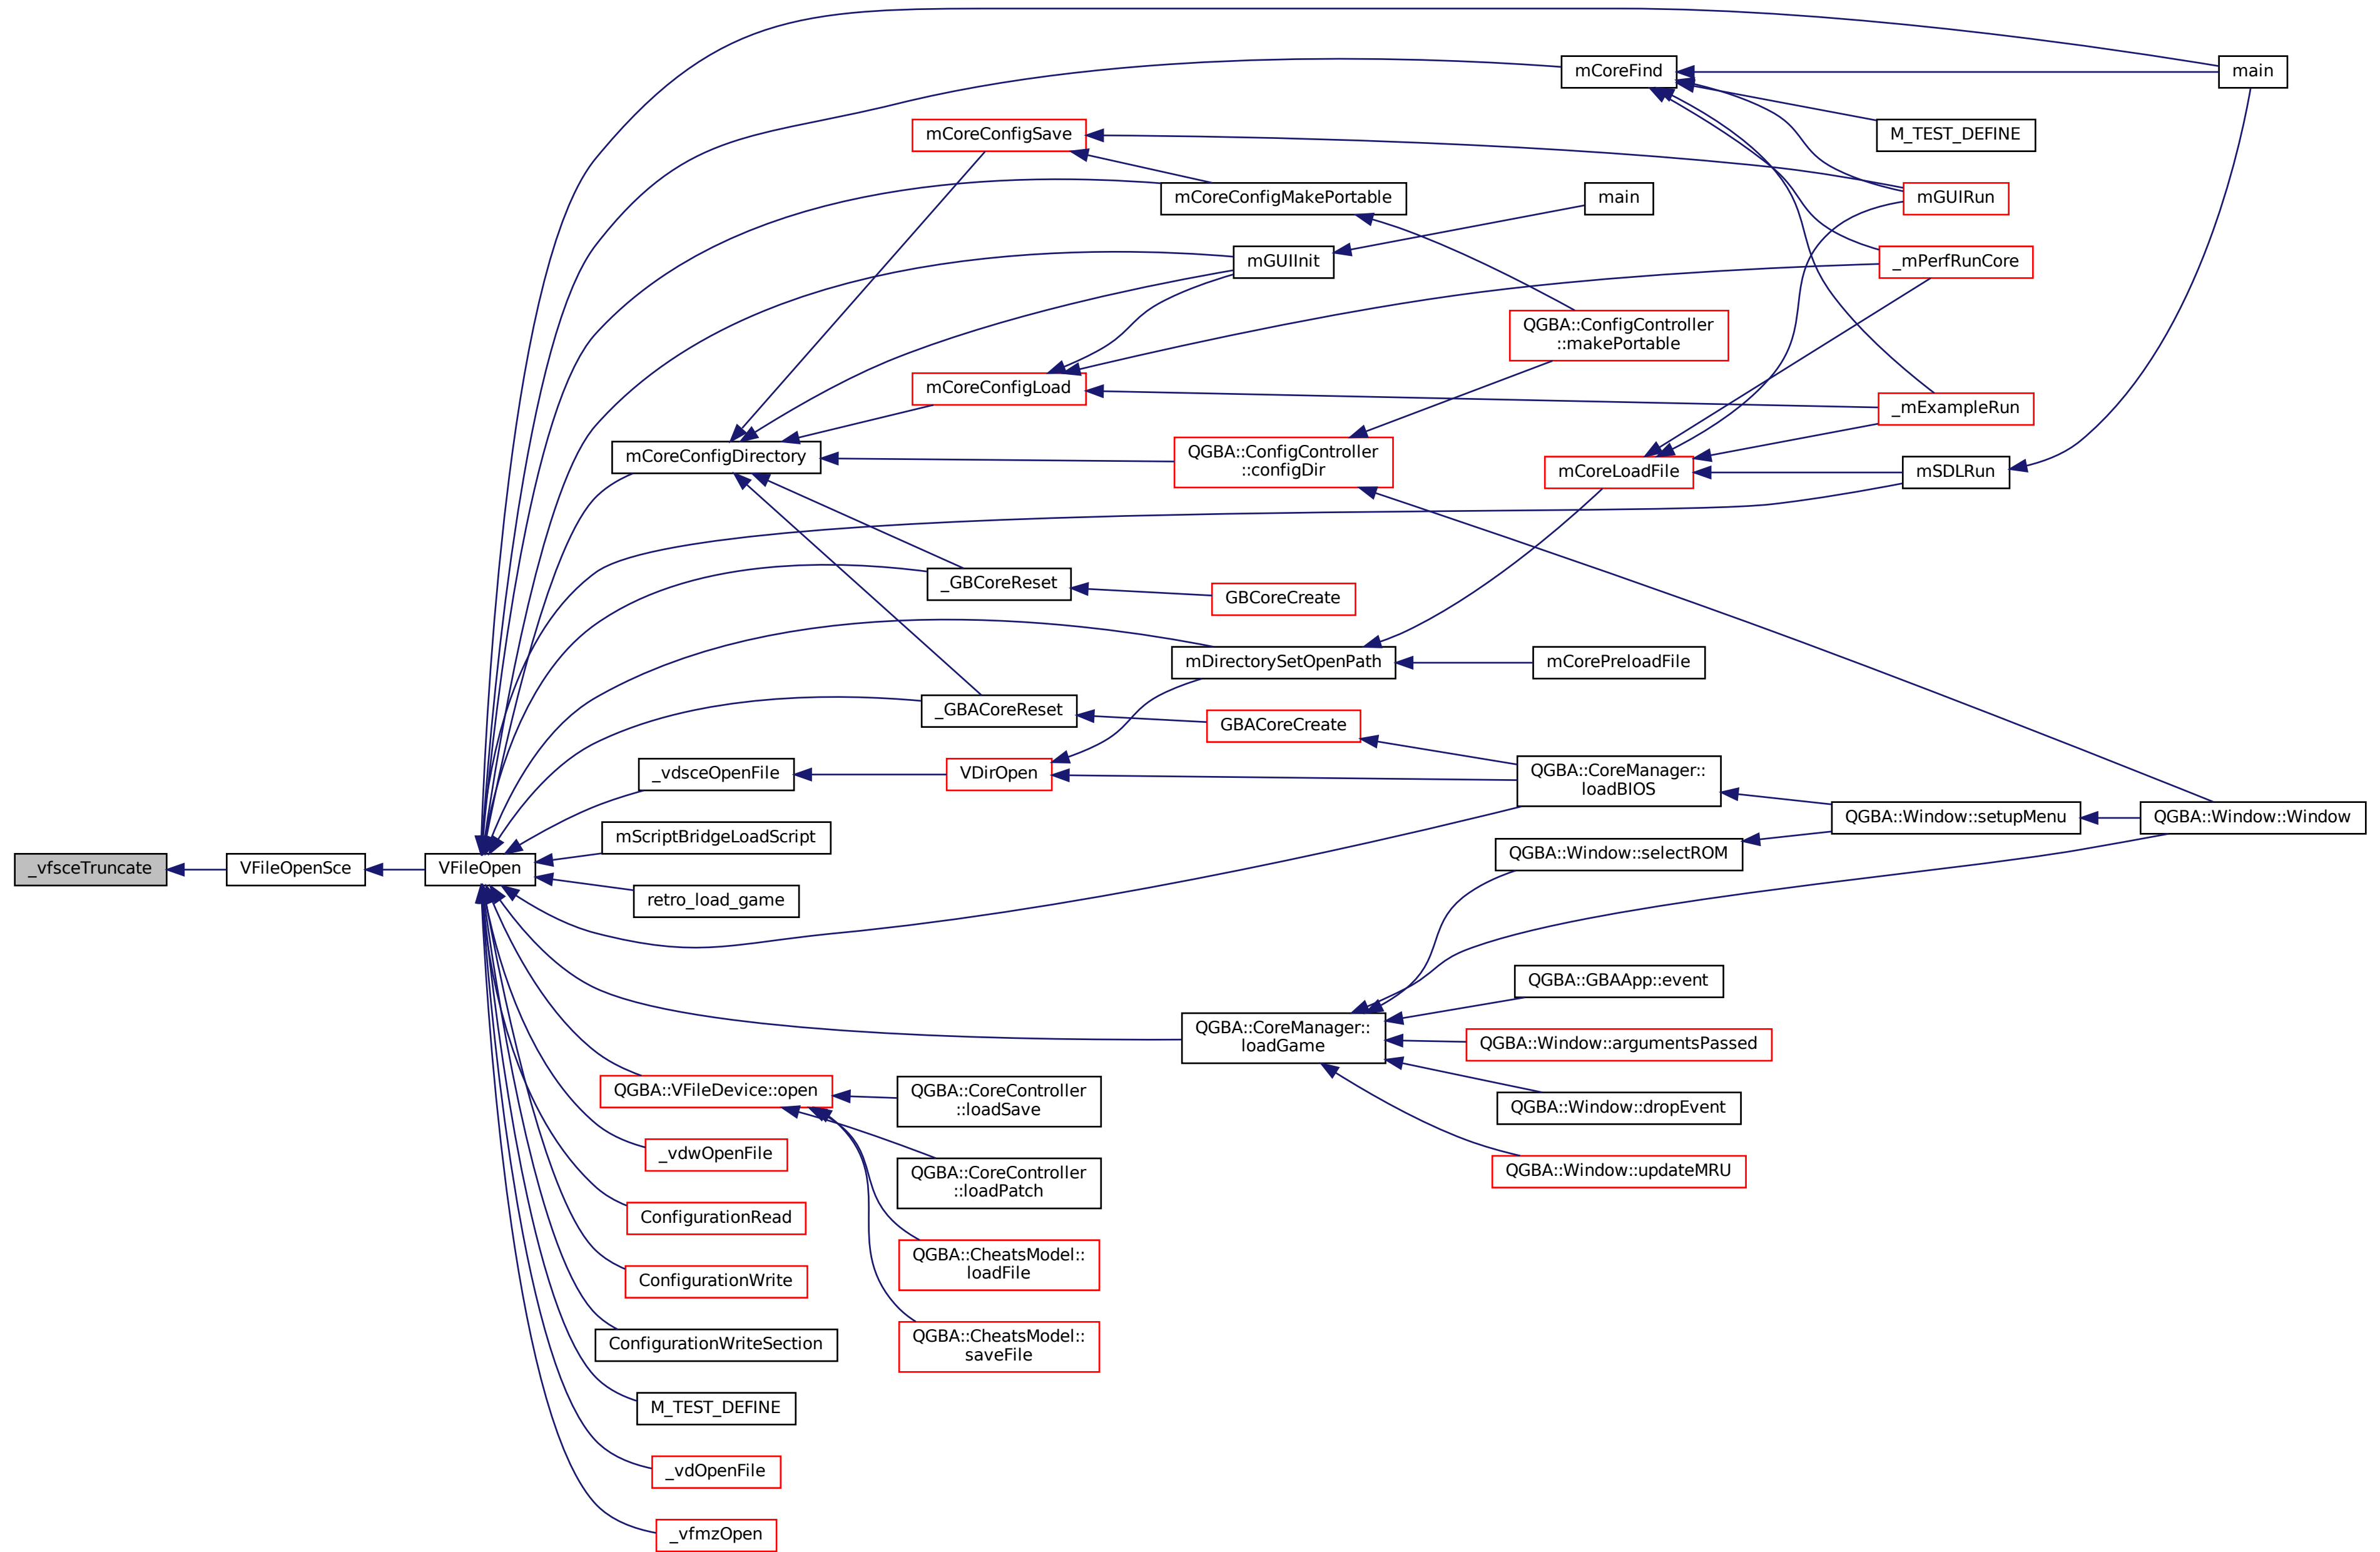 mCoreFind
main
mCoreConfigSave
M_TEST_DEFINE
mCoreConfigMakePortable
main
mGUIRun
mGUIInit
_mPerfRunCore
QGBA::ConfigController
::makePortable
mCoreConfigLoad
_mExampleRun
mCoreConfigDirectory
QGBA::ConfigController
::configDir
mCoreLoadFile
mSDLRun
_GBCoreReset
GBCoreCreate
mDirectorySetOpenPath
mCorePreloadFile
_GBACoreReset
GBACoreCreate
_vdsceOpenFile
VDirOpen
QGBA::CoreManager::
loadBIOS
QGBA::Window::setupMenu
QGBA::Window::Window
mScriptBridgeLoadScript
QGBA::Window::selectROM
_vfsceTruncate
VFileOpenSce
VFileOpen
retro_load_game
QGBA::GBAApp::event
QGBA::CoreManager::
loadGame
QGBA::Window::argumentsPassed
QGBA::VFileDevice::open
QGBA::CoreController
::loadSave
QGBA::Window::dropEvent
_vdwOpenFile
QGBA::CoreController
::loadPatch
QGBA::Window::updateMRU
ConfigurationRead
QGBA::CheatsModel::
loadFile
ConfigurationWrite
ConfigurationWriteSection
QGBA::CheatsModel::
saveFile
M_TEST_DEFINE
_vdOpenFile
_vfmzOpen